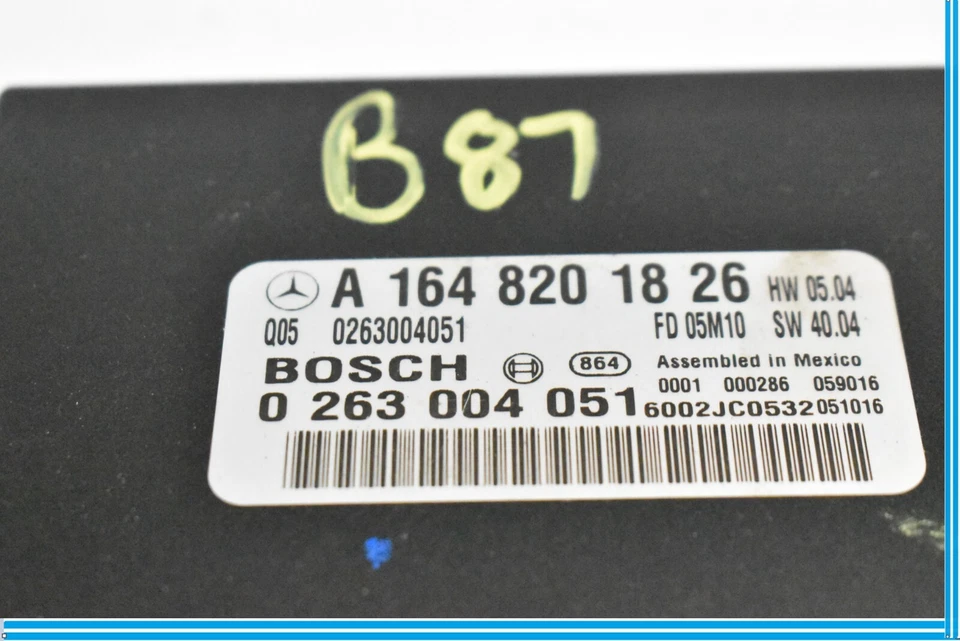 B 87
A 164 820 18 26 HW 05.04
Q05 0263004051 FD 05M10 SW 40.04
BOSCH 864 Assembled in Mexico
0001 000286 059016
0 263 004 051 6002JC0532 051016